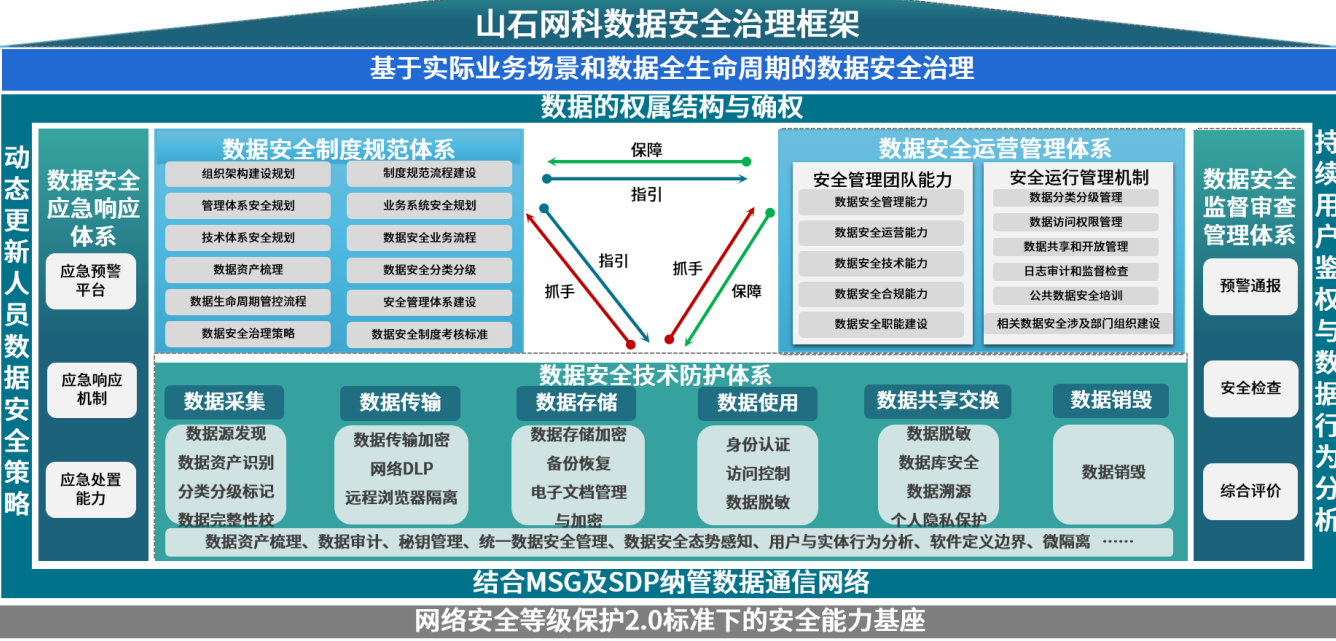 山石网科数据安全治理框架
基于实际业务场景和数据全生命周期的数据安全治理
数据的权属结构与确权
动态更新人员数据安全策略
数据安全
应急响应
体系
应急预警
平台
应急响应
机制
应急处置
能力
数据安全制度规范体系
组织架构建设规划
制度规范流程建设
管理体系安全规划
业务系统安全规划
技术体系安全规划
数据安全业务流程
数据资产梳理
数据安全分类分级
数据生命周期管控流程
安全管理体系建设
数据安全治理策略
数据安全制度考核标准
保障
指引
指引
抓手
抓手
保障
数据安全运营管理体系
安全管理团队能力
数据安全管理能力
数据安全运营能力
数据安全技术能力
数据安全合规能力
数据安全职能建设
安全运行管理机制
数据分类分级管理
数据访问权限管理
数据共享和开放管理
日志审计和监督检查
公共数据安全培训
相关数据安全涉及部门组织建设
数据安全
监督审查
管理体系
预警通报
安全检查
综合评价
持续用户鉴权与数据行为分析
数据安全技术防护体系
数据采集
数据源发现
数据资产识别
分类分级标记
数据完整性校
数据传输
数据传输加密
网络DLP
远程浏览器隔离
数据存储
数据存储加密
备份恢复
电子文档管理
与加密
数据使用
身份认证
访问控制
数据脱敏
数据共享交换
数据脱敏
数据库安全
数据溯源
个人隐私保护
数据销毁
数据销毁
数据资产梳理、数据审计、秘钥管理、统一数据安全管理、数据安全态势感知、用户与实体行为分析、软件定义边界、微隔离 ……
结合MSG及SDP纳管数据通信网络
网络安全等级保护2.0标准下的安全能力基座